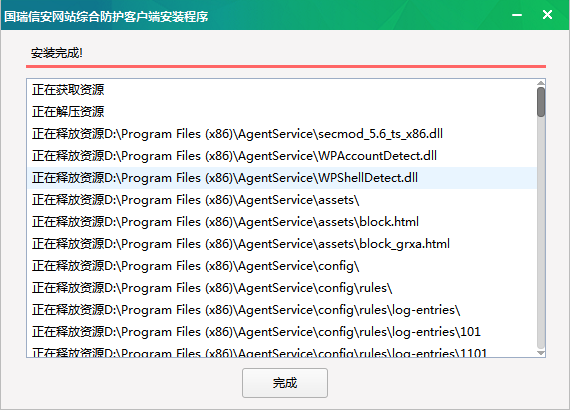 国瑞信安网站综合防护客户端安装程序
安装完成!
正在获取资源
正在解压资源
正在释放资源D:\Program Files (x86)\AgentService\secmod_5.6_ts_x86.dll
正在释放资源D:\Program Files (x86)\AgentService\WPAccountDetect.dll
正在释放资源D:\Program Files (x86)\AgentService\WPShellDetect.dll
正在释放资源D:\Program Files (x86)\AgentService\assets\
正在释放资源D:\Program Files (x86)\AgentService\assets\block.html
正在释放资源D:\Program Files (x86)\AgentService\assets\block_grxa.html
正在释放资源D:\Program Files (x86)\AgentService\config\
正在释放资源D:\Program Files (x86)\AgentService\config\rules\
正在释放资源D:\Program Files (x86)\AgentService\config\rules\log-entries\
正在释放资源D:\Program Files (x86)\AgentService\config\rules\log-entries\101
正在释放资源D:\Program Files (x86)\AgentService\config\rules\log-entries\1101
完成